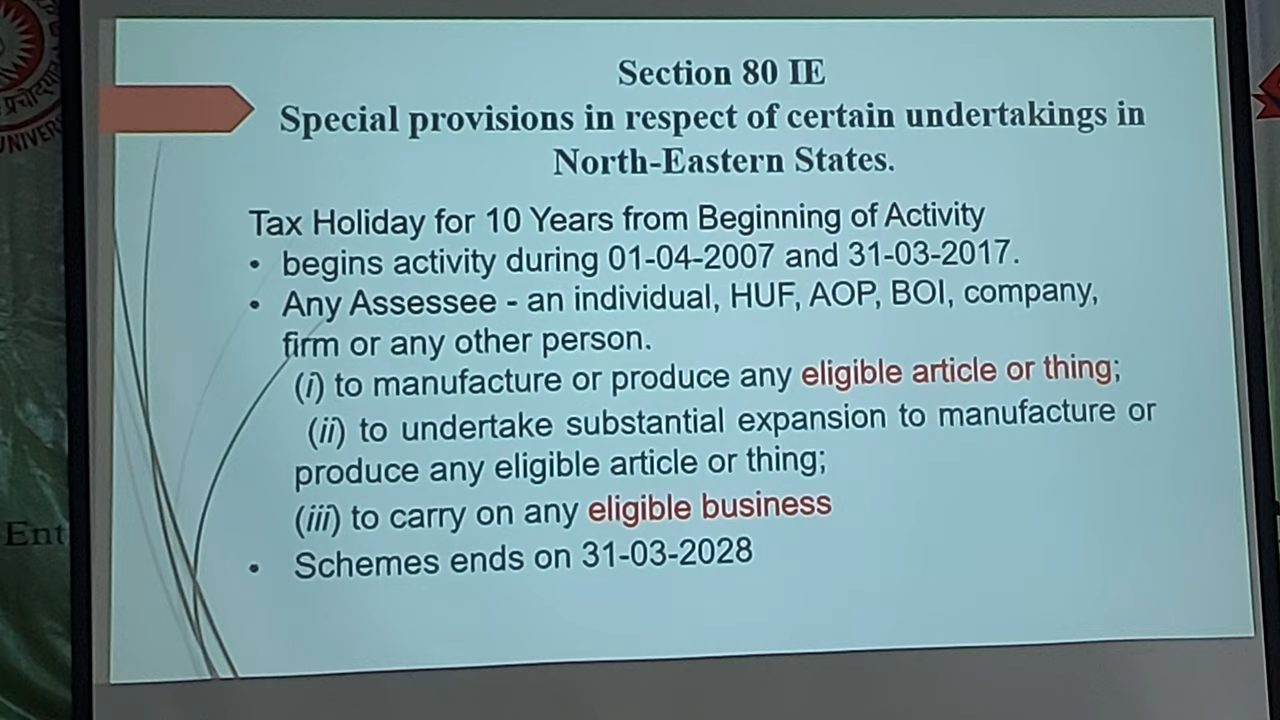 Section 80 IE
Special provisions in respect of certain undertakings in
North-Eastern States.
Tax Holiday for 10 Years from Beginning of Activity
• begins activity during 01-04-2007 and 31-03-2017.
• Any Assessee - an individual, HUF, AOP, BOI, company,
firm or any other person.
(i) to manufacture or produce any eligible article or thing;
(ii) to undertake substantial expansion to manufacture or
produce any eligible article or thing;
(iii) to carry on any eligible business
• Schemes ends on 31-03-2028
Ent